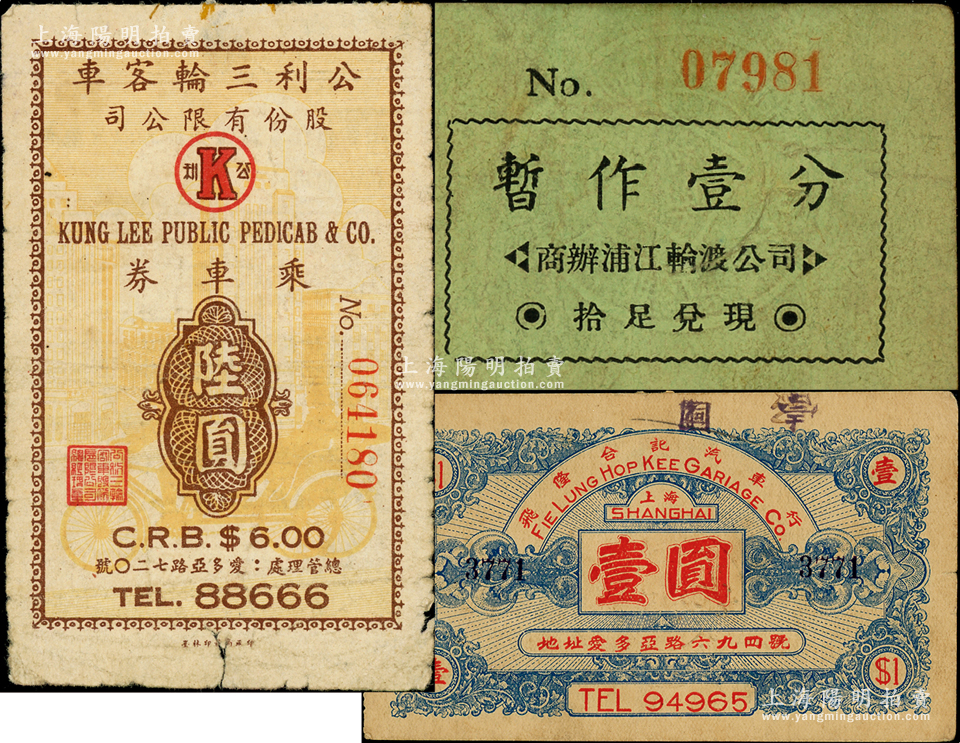 上海陽明拍賣
www.yangmingauction.com
車客輪三利公
司公限有份股
利 K 公
KUNG LEE PUBLIC PEDICAB & CO.
券車乘
No. 064180
陸圓
C.R.B. $ 6.00
號〇二七路亞多愛：處理管總
TEL. 88666
No. 07981
暫作壹分
商辦浦江輪渡公司
拾足兌現
上海陽明拍賣
www.yangmingauction.com
壹
飛隆合記汽車行
FIE LUNG HOP KEE GARIAGE CO
上海
SHANGHAI
壹
3771
壹圓
3771
地址愛多亞路六九四號
壹
$1
TEL 94965
上海陽明拍賣
www.yangmingauction.com